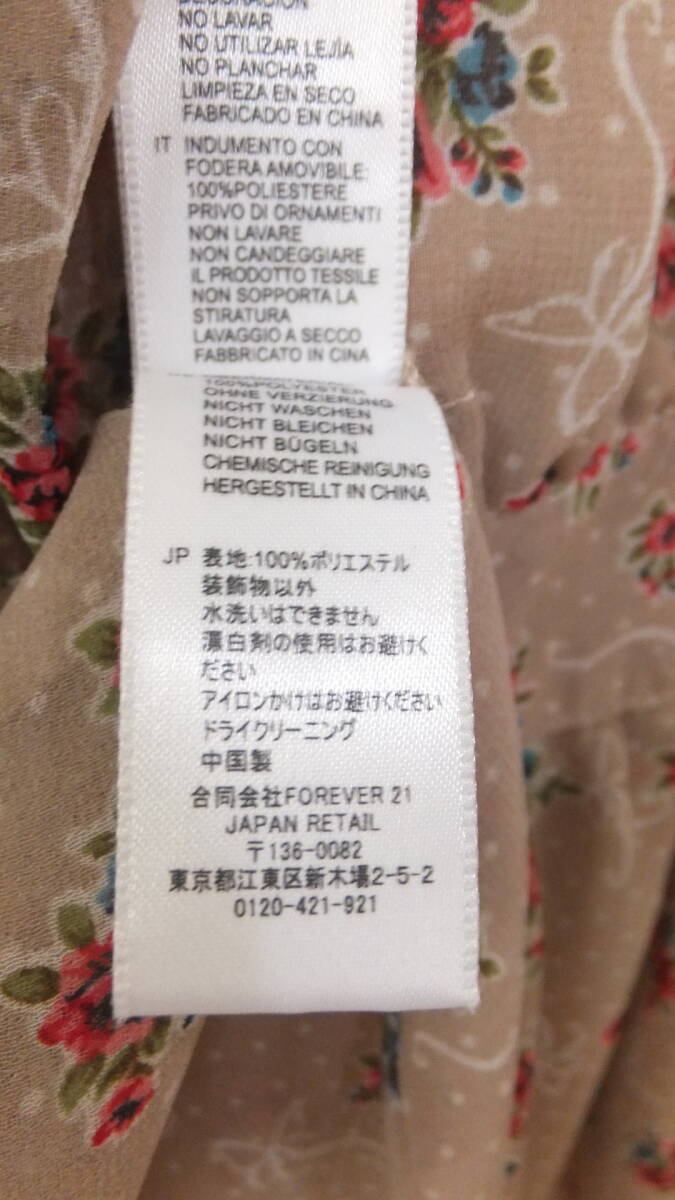 DECORACIÓN
NO LAVAR
NO UTILIZAR LEJÍA
NO PLANCHAR
LIMPIEZA EN SECO
FABRICADO EN CHINA
IT INDUMENTO CON
FODERA AMOVIBILE:
100%POLIESTERE
PRIVO DI ORNAMENTI
NON LAVARE
NON CANDEGGIARE
IL PRODOTTO TESSILE
NON SOPPORTA LA
STIRATURA
LAVAGGIO A SECCO
FABBRICATO IN CINA
100%POLYESTER
OHNE VERZIERUNG
NICHT WASCHEN
NICHT BLEICHEN
NICHT BÜGELN
CHEMISCHE REINIGUNG
HERGESTELLT IN CHINA
JP 表地:100%ポリエステル
装飾物以外
水洗いはできません
漂白剤の使用はお避けく
ださい
アイロンかけはお避けください
ドライクリーニング
中国製
合同会社FOREVER 21
JAPAN RETAIL
〒136-0082
東京都江東区新木場2-5-2
0120-421-921